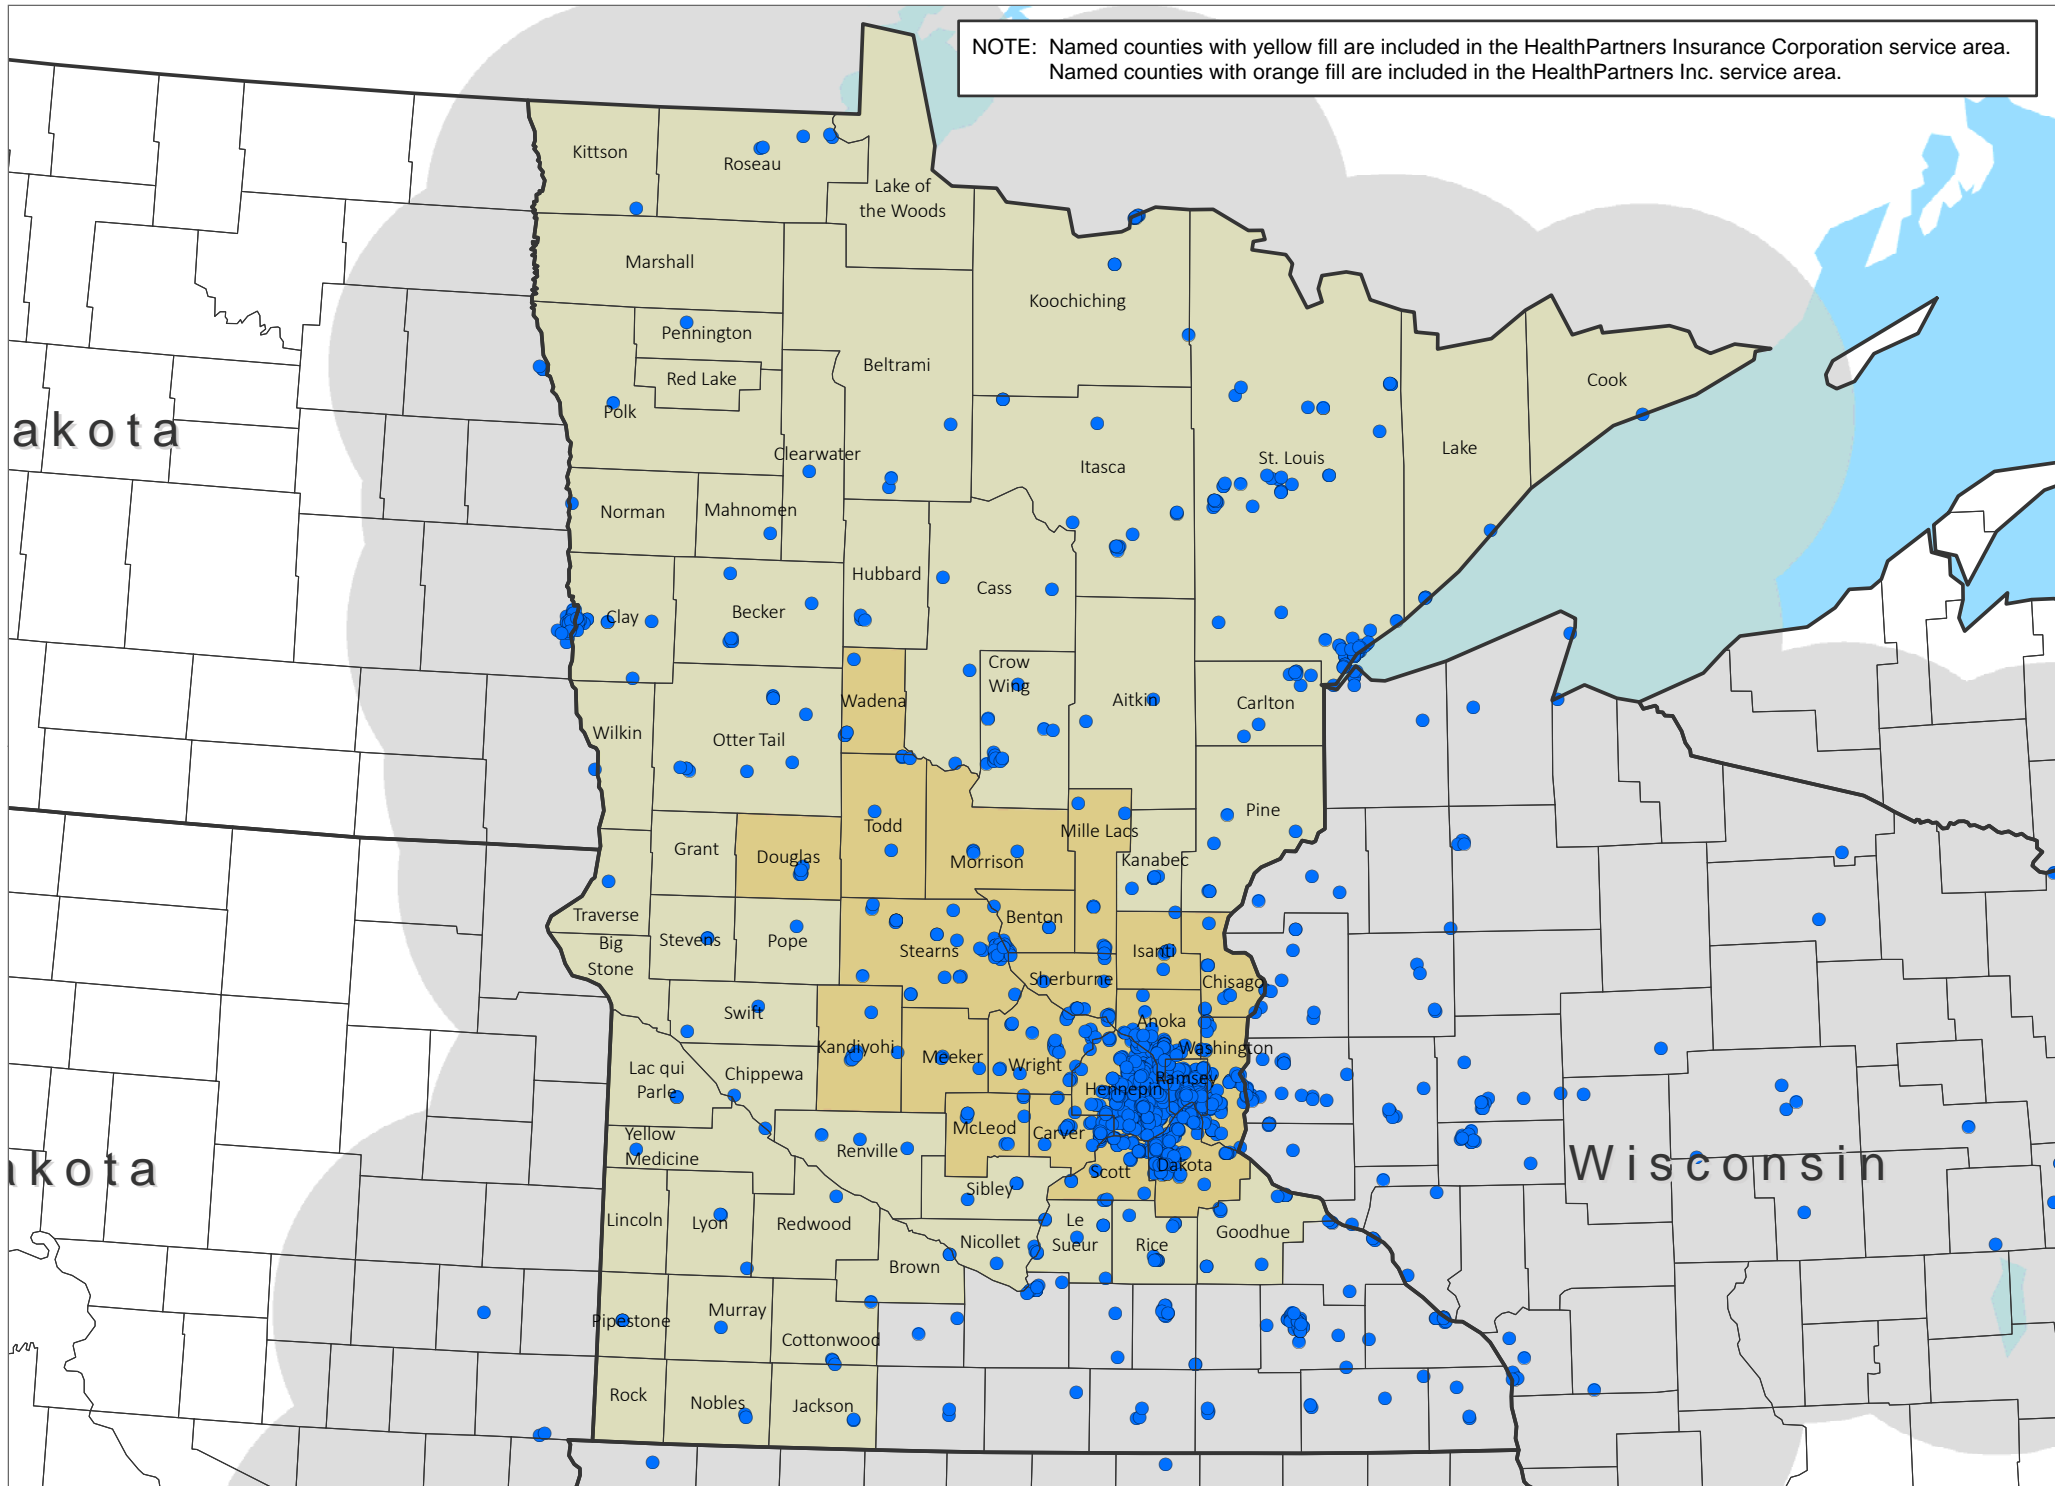 NOTE: Named counties with yellow fill are included in the HealthPartners Insurance Corporation service area.
Named counties with orange fill are included in the HealthPartners Inc. service area.
Kittson
Roseau
Lake of
the Woods
Marshall
Koochiching
Pennington
Beltrami
Red Lake
Cook
Polk
akota
Clearwater
Itasca
St. Louis
Lake
Norman
Mahnomen
Hubbard
Cass
Clay
Becker
Crow
Wing
Wadena
Aitkin
Carlton
Wilkin
Otter Tail
Pine
Todd
Mille Lacs
Grant
Douglas
Morrison
Kanabec
Traverse
Benton
Stevens
Pope
Big
Stone
Stearns
Isanti
Sherburne
Chisago
Swift
Anoka
Kandiyohi
Meeker
Wright
Washington
Lac qui
Parle
Chippewa
Ramsey
Hennepin
McLeod
Carver
Yellow
Medicine
Renville
akota
Scott
Dakota
Wisconsin
Sibley
Lincoln
Lyon
Redwood
Le
Sueur
Rice
Goodhue
Nicollet
Brown
Pipestone
Murray
Cottonwood
Rock
Nobles
Jackson